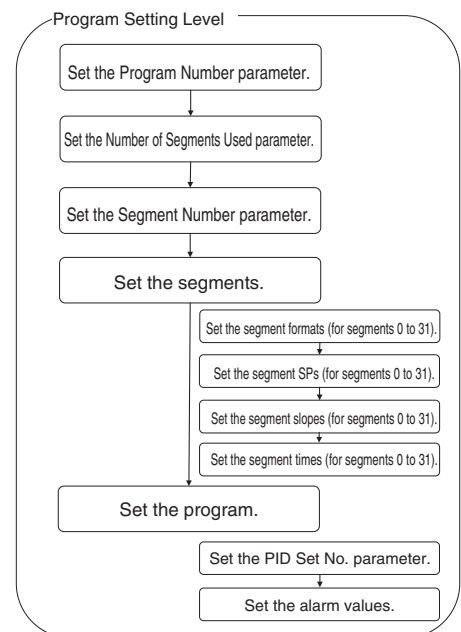 Program Setting Level
Set the Program Number parameter.
Set the Number of Segments Used parameter.
Set the Segment Number parameter.
Set the segments.
Set the segment formats (for segments 0 to 31).
Set the segment SPs (for segments 0 to 31).
Set the segment slopes (for segments 0 to 31).
Set the segment times (for segments 0 to 31).
Set the program.
Set the PID Set No. parameter.
Set the alarm values.